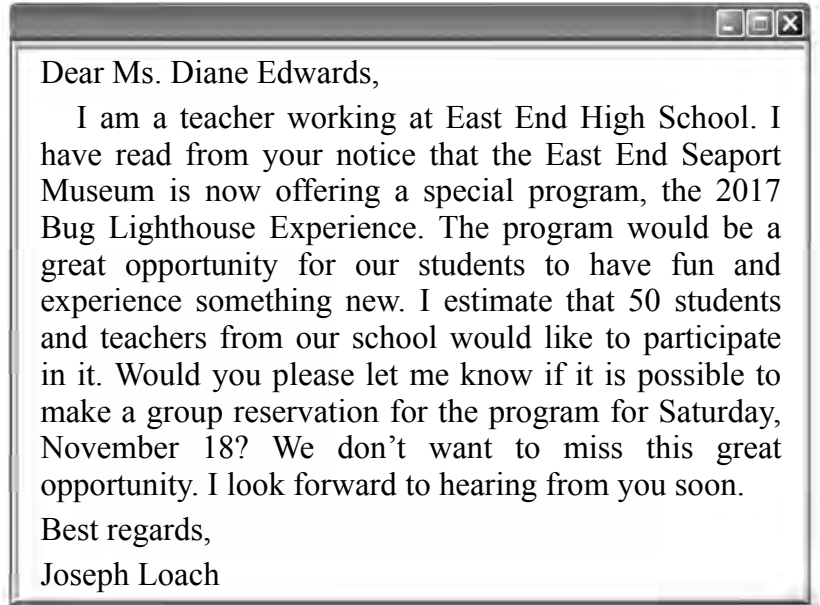 Dear Ms. Diane Edwards,
I am a teacher working at East End High School. I
have read from your notice that the East End Seaport
Museum is now offering a special program, the 2017
Bug Lighthouse Experience. The program would be a
great opportunity for our students to have fun and
experience something new. I estimate that 50 students
and teachers from our school would like to participate
in it. Would you please let me know if it is possible to
make a group reservation for the program for Saturday,
November 18? We don’t want to miss this great
opportunity. I look forward to hearing from you soon.
Best regards,
Joseph Loach